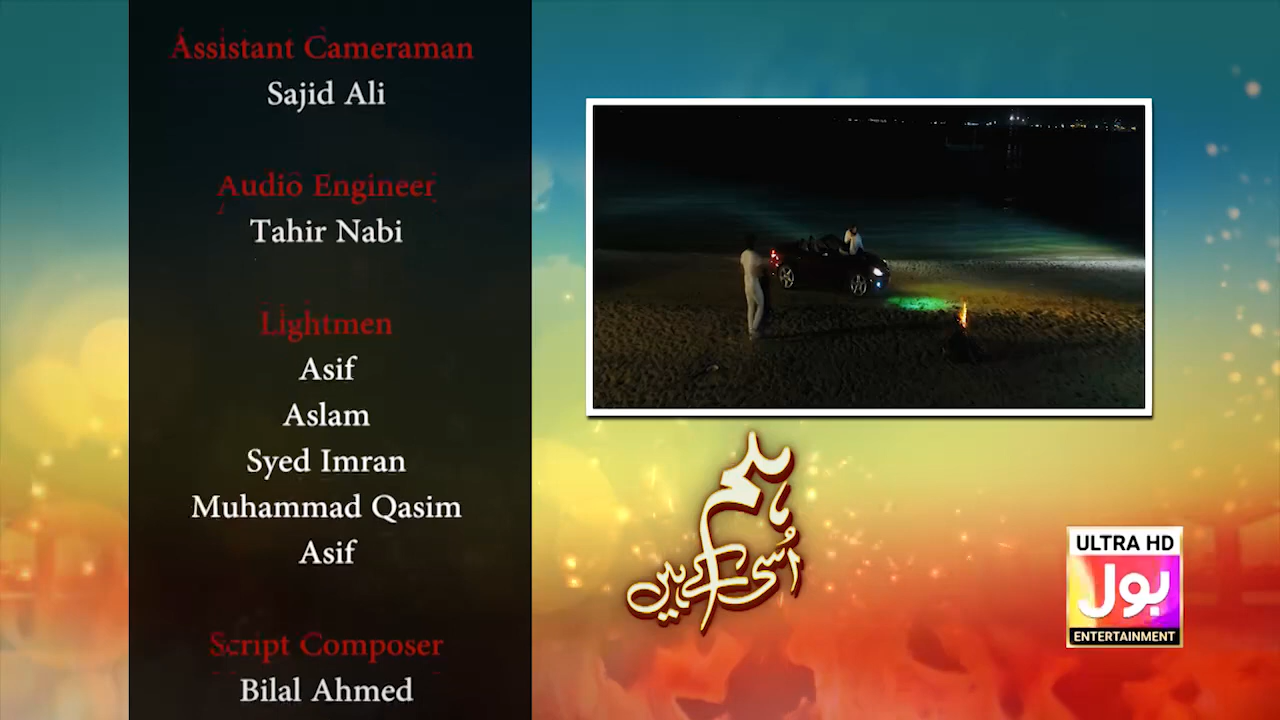 Assistant Cameraman
Sajid Ali
Audio Engineer
Tahir Nabi
Lightmen
Asif
Aslam
Syed Imran
Muhammad Qasim
Asif
Script Composer
Bilal Ahmed
ہم
اُسی کے ہیں
ULTRA HD
بول
ENTERTAINMENT